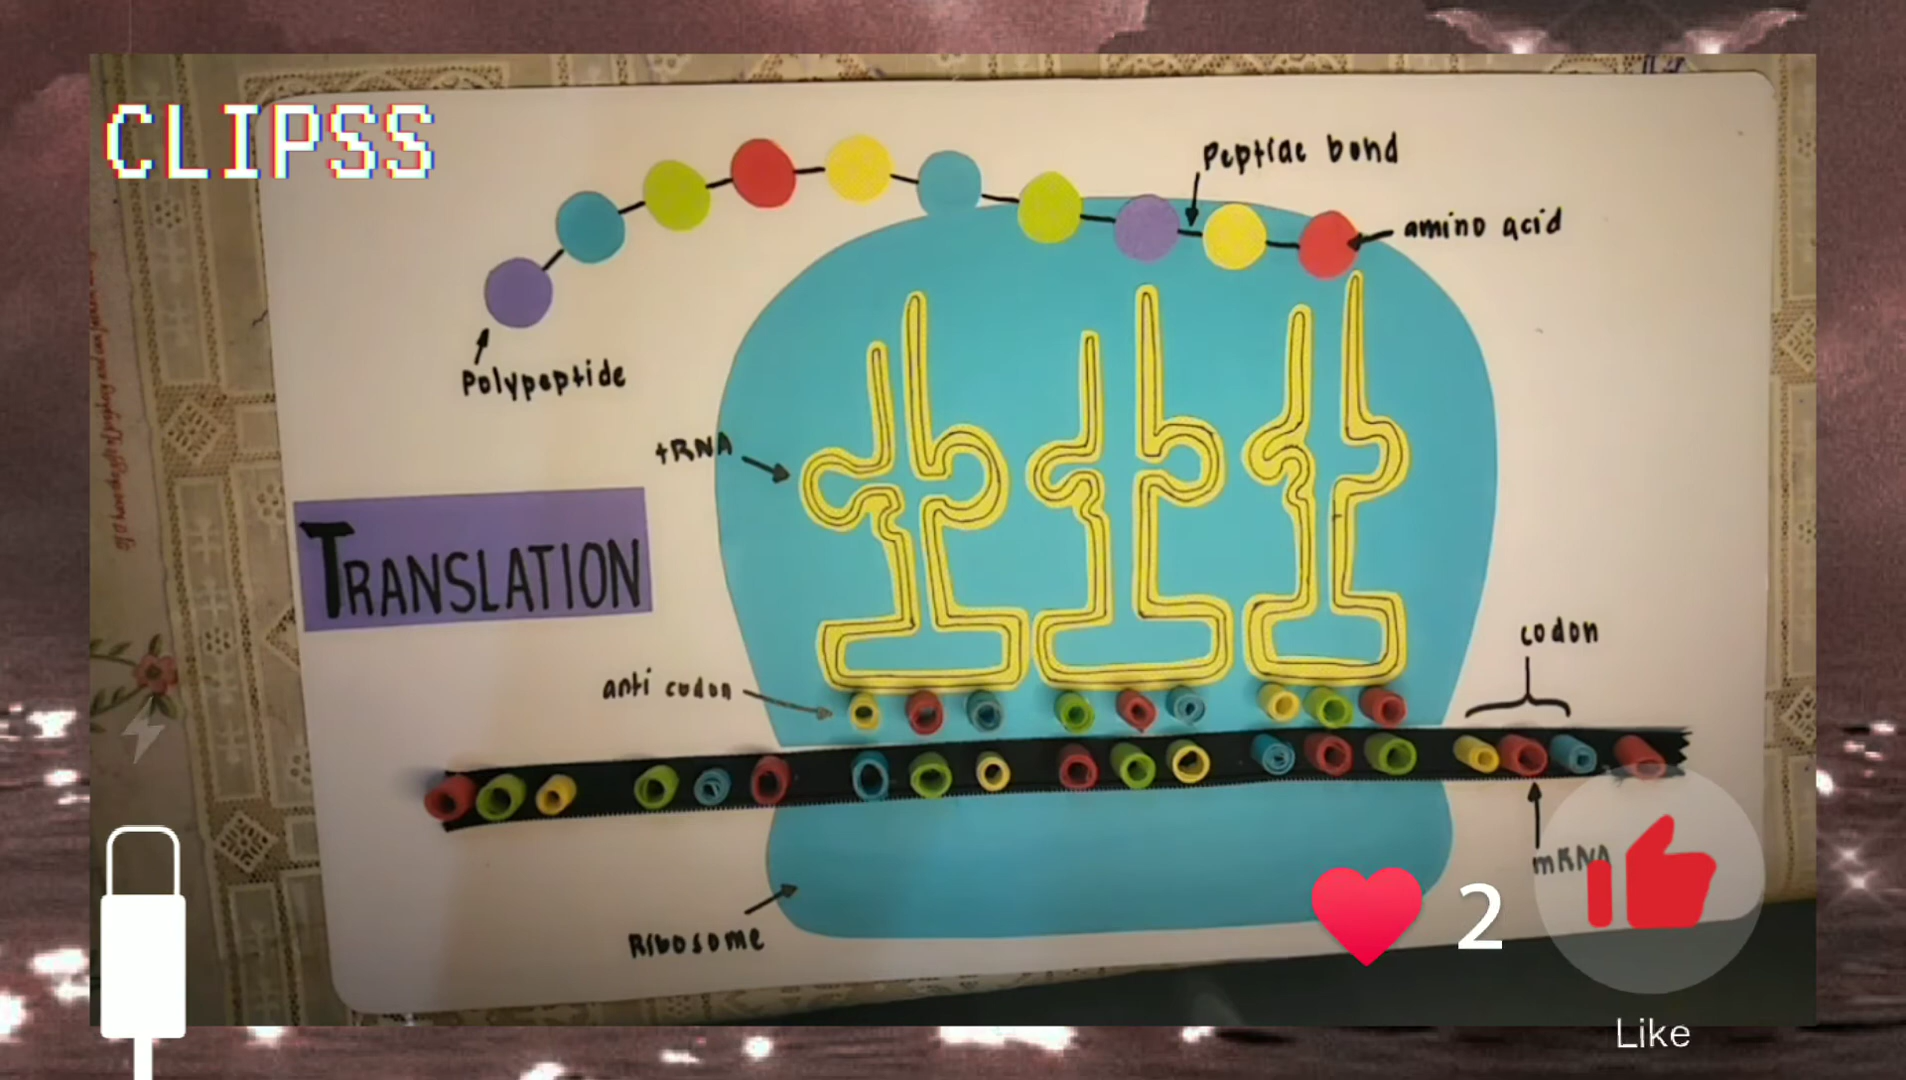 CLIPSS
Peptide bond
amino acid
Polypeptide
tRNA
TRANSLATION
codon
anti codon
mRNA
Ribosome
2
Like